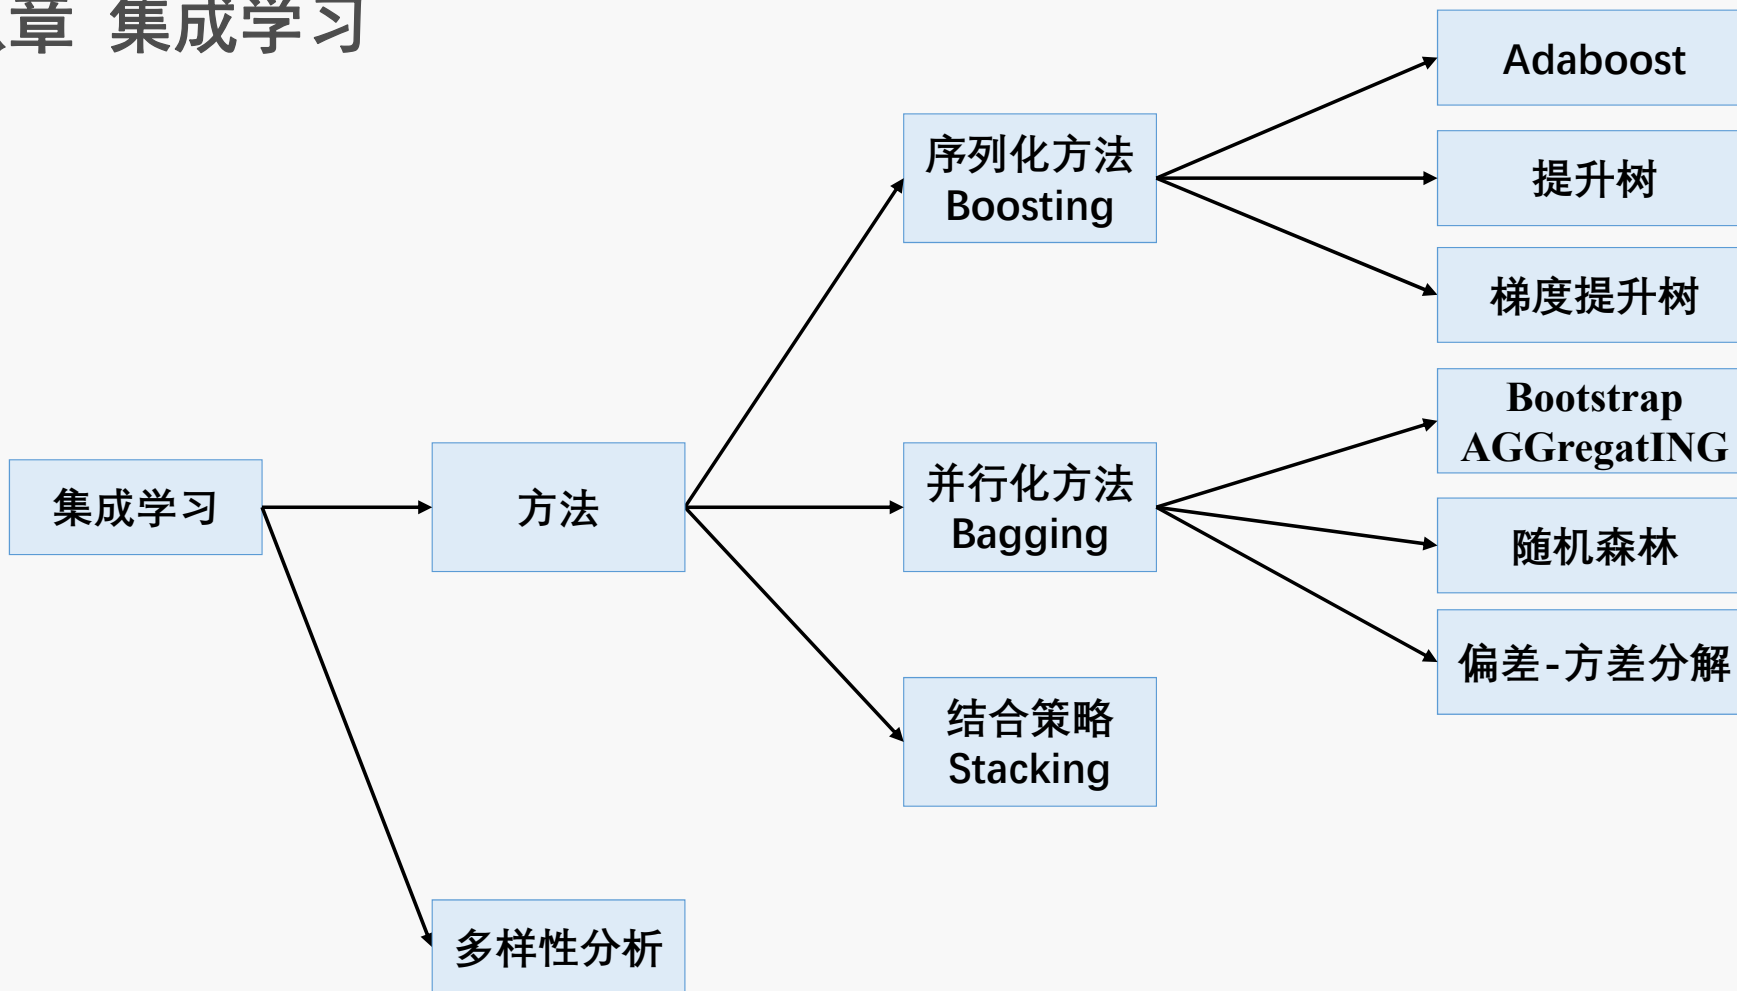 章 集成学习
Adaboost
序列化方法
Boosting
提升树
梯度提升树
Bootstrap
AGGregatING
集成学习
方法
并行化方法
Bagging
随机森林
偏差-方差分解
结合策略
Stacking
多样性分析